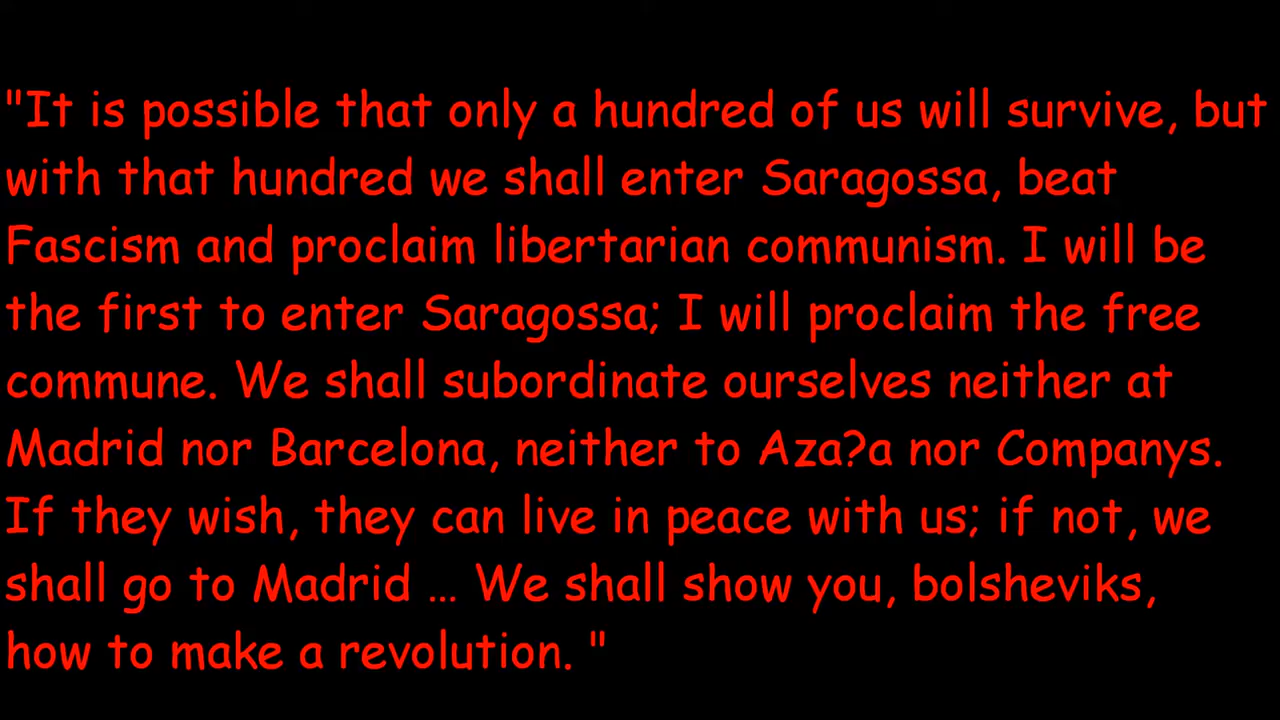 "It is possible that only a hundred of us will survive, but
with that hundred we shall enter Saragossa, beat
Fascism and proclaim libertarian communism. I will be
the first to enter Saragossa; I will proclaim the free
commune. We shall subordinate ourselves neither at
Madrid nor Barcelona, neither to Aza?a nor Companys.
If they wish, they can live in peace with us; if not, we
shall go to Madrid … We shall show you, bolsheviks,
how to make a revolution. "